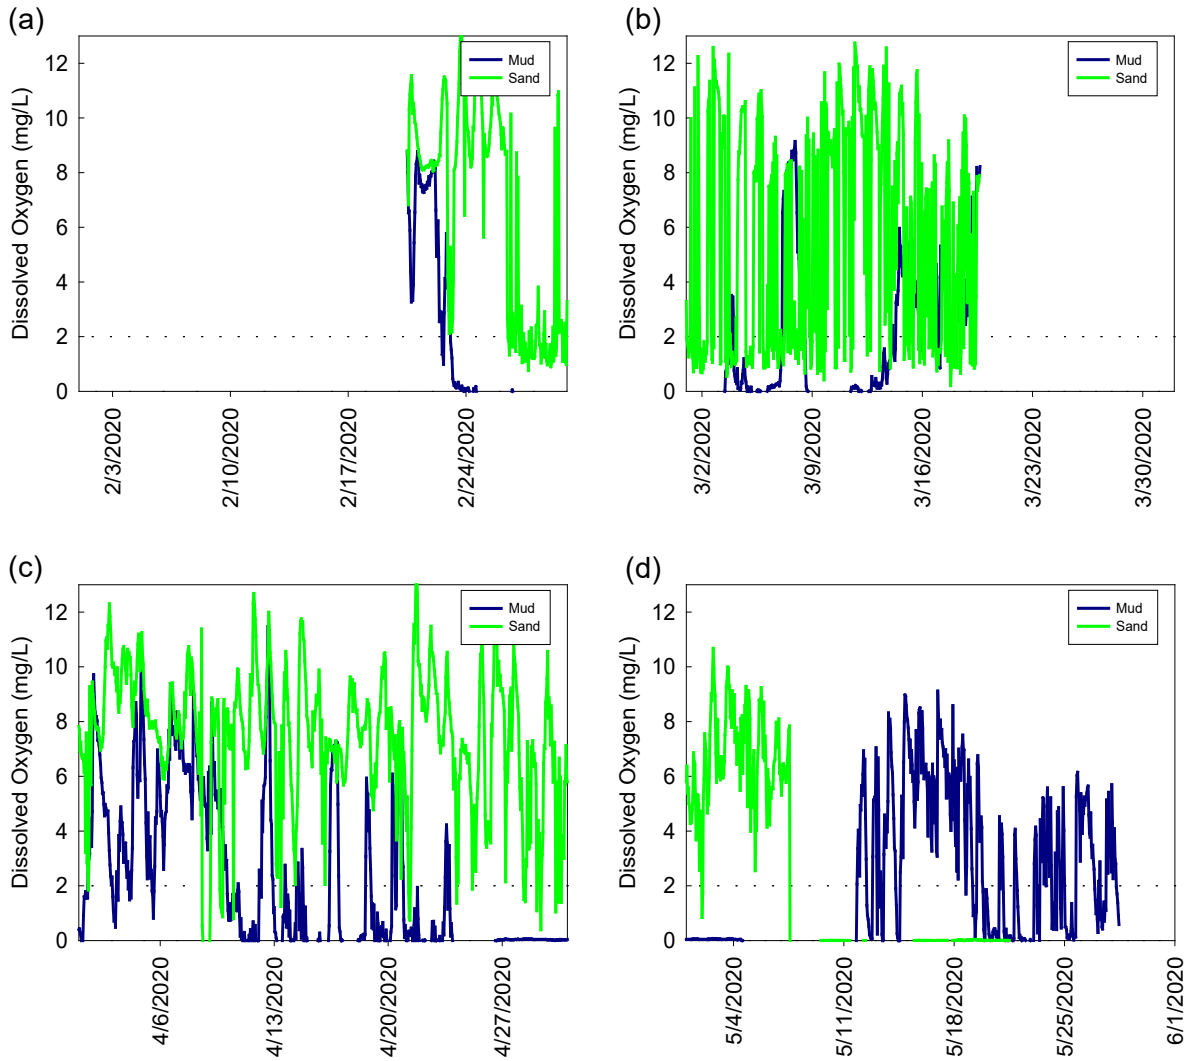 (a)
Dissolved Oxygen (mg/L)
12
10
8
6
4
2
0
Mud
Sand
2/3/2020
2/10/2020
2/17/2020
2/24/2020
(b)
Dissolved Oxygen (mg/L)
12
10
8
6
4
2
0
Mud
Sand
3/2/2020
3/9/2020
3/16/2020
3/23/2020
3/30/2020
(c)
Dissolved Oxygen (mg/L)
12
10
8
6
4
2
0
Mud
Sand
4/6/2020
4/13/2020
4/20/2020
4/27/2020
(d)
Dissolved Oxygen (mg/L)
12
10
8
6
4
2
0
Mud
Sand
5/4/2020
5/11/2020
5/18/2020
5/25/2020
6/1/2020